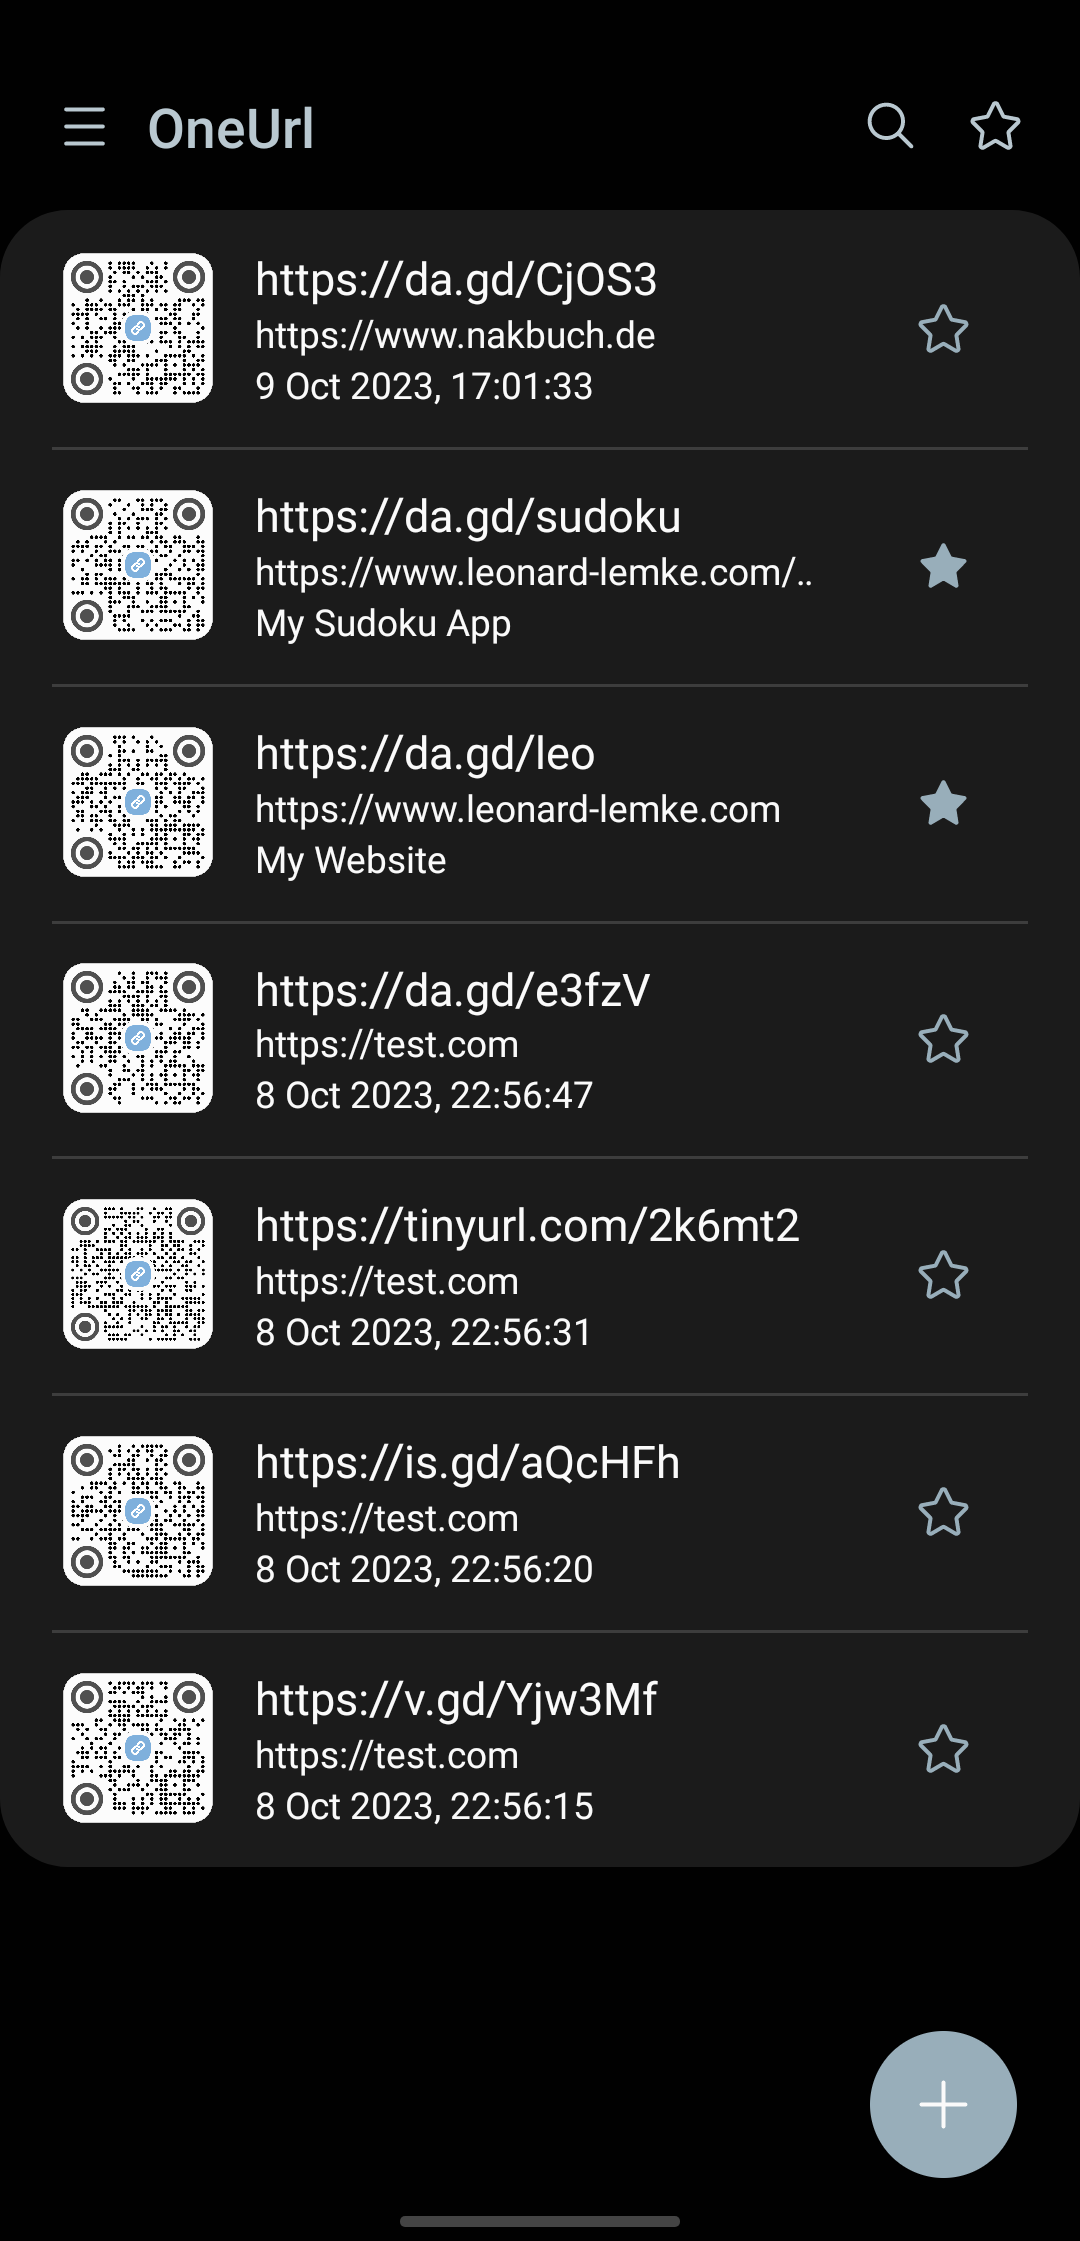 OneUrl
https://da.gd/CjOS3
https://www.nakbuch.de
9 Oct 2023, 17:01:33
https://da.gd/sudoku
https://www.leonard-lemke.com/..
My Sudoku App
https://da.gd/leo
https://www.leonard-lemke.com
My Website
https://da.gd/e3fzV
https://test.com
8 Oct 2023, 22:56:47
https://tinyurl.com/2k6mt2
https://test.com
8 Oct 2023, 22:56:31
https://is.gd/aQcHFh
https://test.com
8 Oct 2023, 22:56:20
https://v.gd/Yjw3Mf
https://test.com
8 Oct 2023, 22:56:15